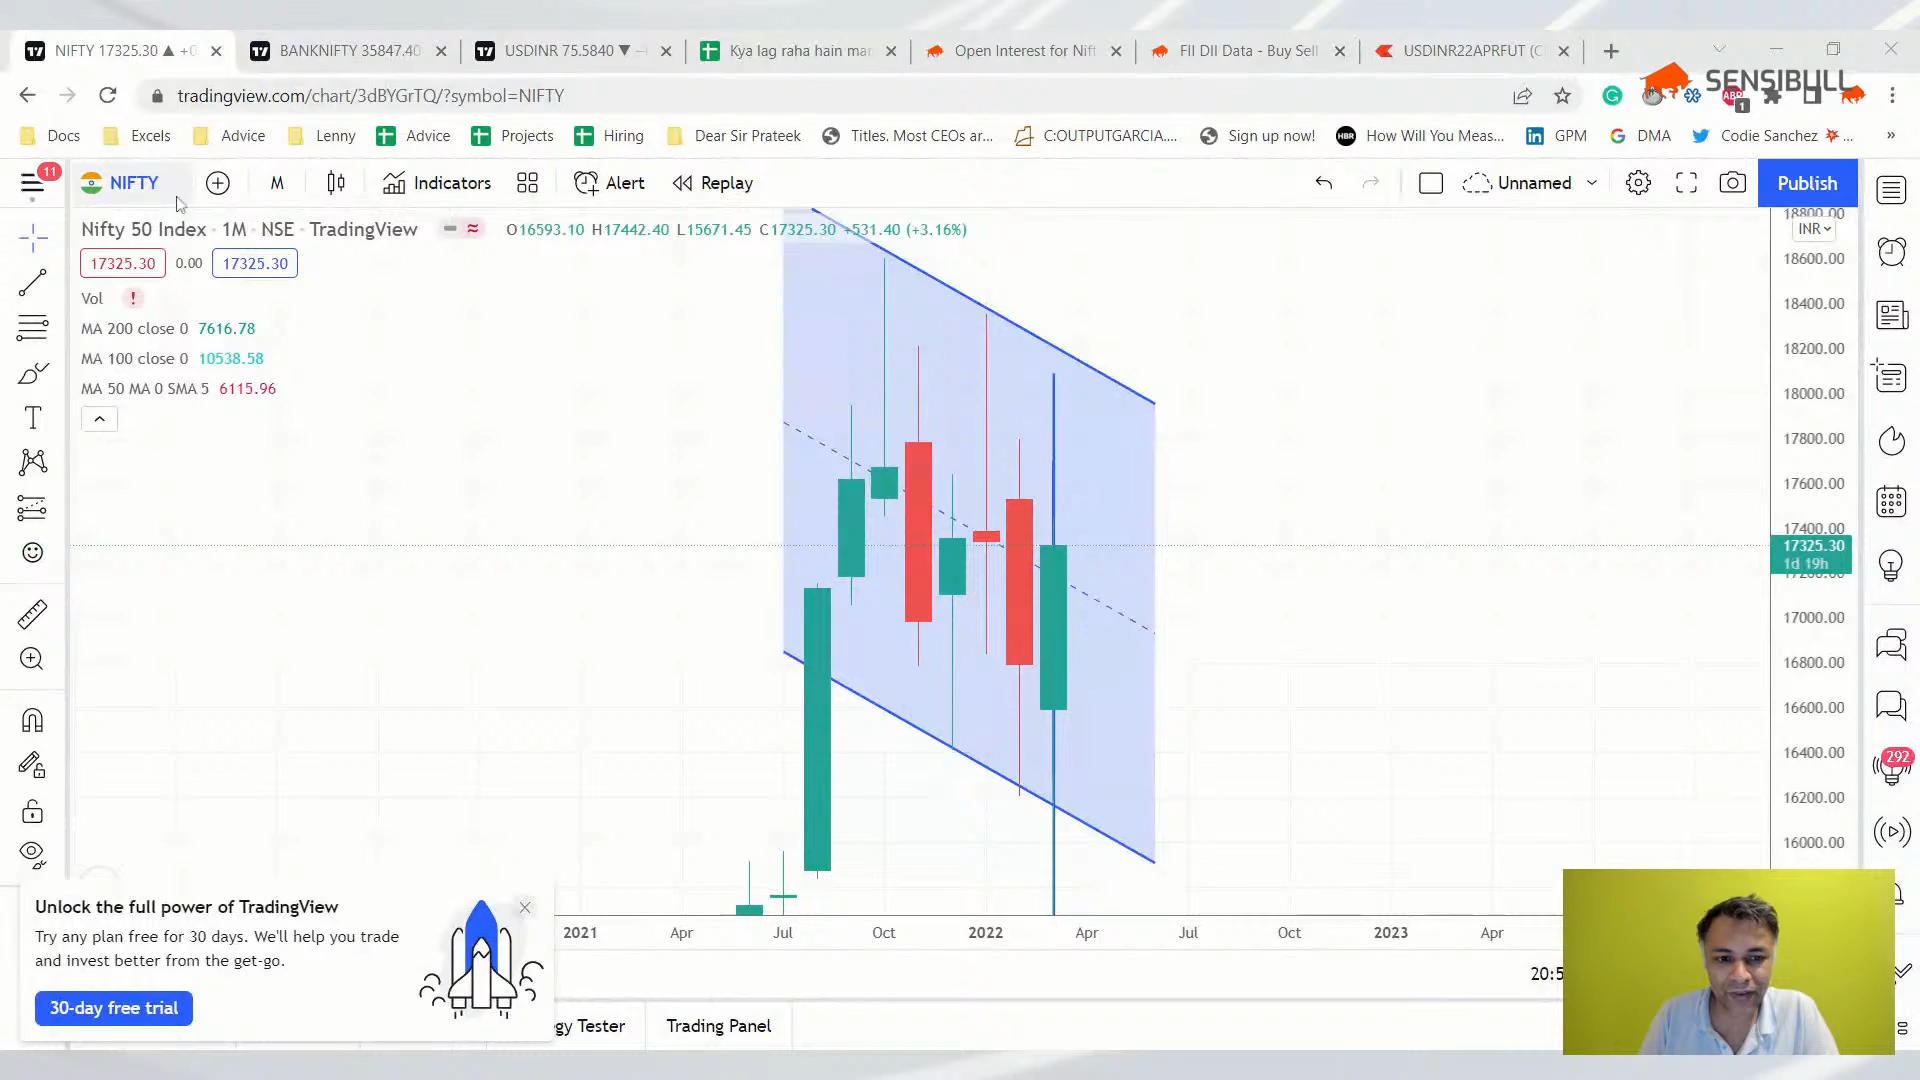 NIFTY 17325.30 ▲ +0
BANKNIFTY 35847.40
USDINR 75.5840 ▼ −
Kya lag raha hain mar
Open Interest for Nift
FII DII Data - Buy Sell
USDINR22APRFUT (C
tradingview.com/chart/3dBYGrTQ/?symbol=NIFTY
SENSIBULL
ABP
1
Docs
Excels
Advice
Lenny
Advice
Projects
Hiring
Dear Sir Prateek
Titles. Most CEOs ar...
C:OUTPUTGARCIA....
Sign up now!
HBR
How Will You Meas...
GPM
DMA
Codie Sanchez
...
»
11
NIFTY
M
Indicators
Alert
Replay
Unnamed
Publish
Nifty 50 Index · 1M · NSE · TradingView
O16593.10 H17442.40 L15671.45 C17325.30 +531.40 (+3.16%)
17325.30
0.00
17325.30
Vol
!
MA 200 close 0 7616.78
MA 100 close 0 10538.58
MA 50 MA 0 SMA 5 6115.96
18800.00
INR
18600.00
18400.00
18200.00
18000.00
17800.00
17600.00
17400.00
17325.30
1d 19h
17200.00
17000.00
16800.00
16600.00
16400.00
16200.00
16000.00
292
2021
Apr
Jul
Oct
2022
Apr
Jul
Oct
2023
Apr
20:5
Unlock the full power of TradingView
Try any plan free for 30 days. We'll help you trade
and invest better from the get-go.
30-day free trial
gy Tester
Trading Panel